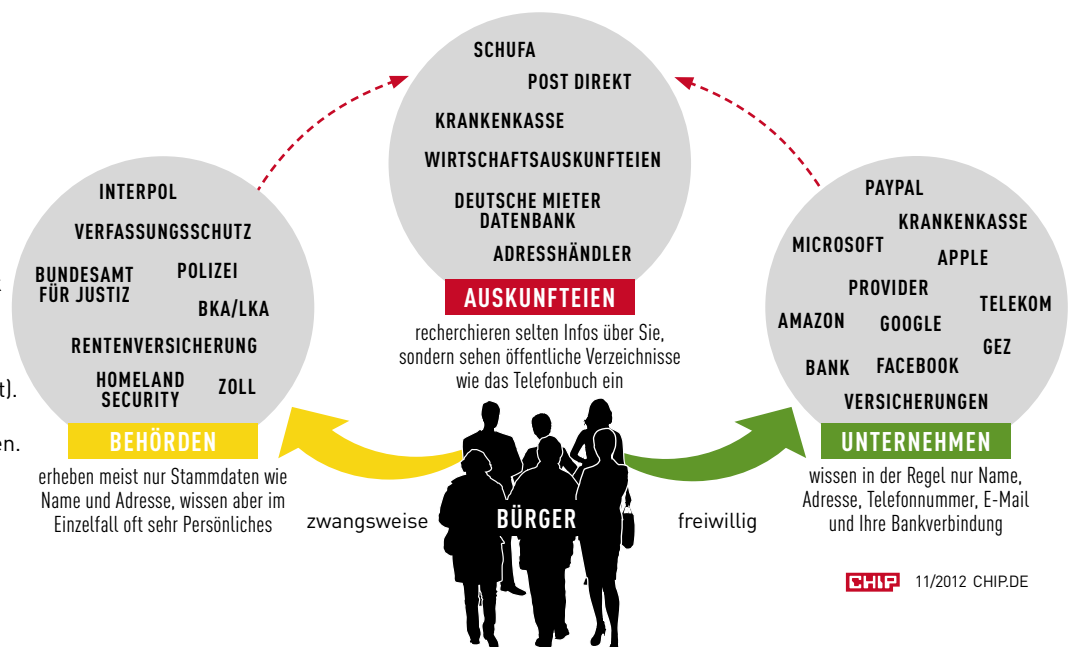 SCHUFA
POST DIREKT
KRANKENKASSE
WIRTSCHAFTSAUSKUNFTEIEN
DEUTSCHE MIETER
DATENBANK
ADRESSHÄNDLER
AUSKUNFTEIEN
recherchieren selten Infos über Sie,
sondern sehen öffentliche Verzeichnisse
wie das Telefonbuch ein
INTERPOL
VERFASSUNGSSCHUTZ
BUNDESAMT
FÜR JUSTIZ
POLIZEI
BKA/LKA
RENTENVERSICHERUNG
HOMELAND
SECURITY
ZOLL
BEHÖRDEN
erheben meist nur Stammdaten wie
Name und Adresse, wissen aber im
Einzelfall oft sehr Persönliches
PAYPAL
KRANKENKASSE
MICROSOFT
APPLE
PROVIDER
TELEKOM
AMAZON
GOOGLE
GEZ
BANK
FACEBOOK
VERSICHERUNGEN
UNTERNEHMEN
wissen in der Regel nur Name,
Adresse, Telefonnummer, E-Mail
und Ihre Bankverbindung
zwangsweise
BÜRGER
freiwillig
CHIP 11/2012 CHIP.DE
t).
en.